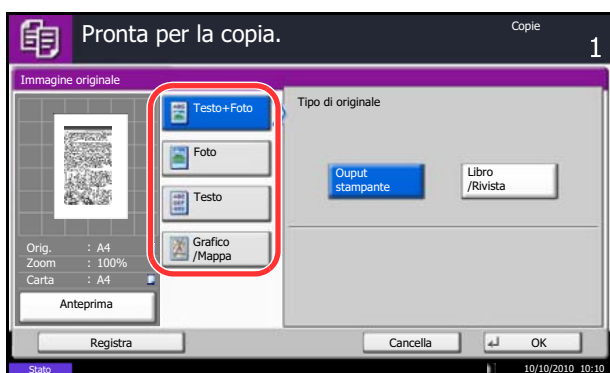 Pronta per la copia.
Copie
1
Immagine originale
Testo+Foto
Foto
Testo
Grafico
/Mappa
Tipo di originale
Ouput
stampante
Libro
/Rivista
Orig. : A4
Zoom : 100%
Carta : A4
Anteprima
Registra
Cancella
OK
Stato
10/10/2010 10:10